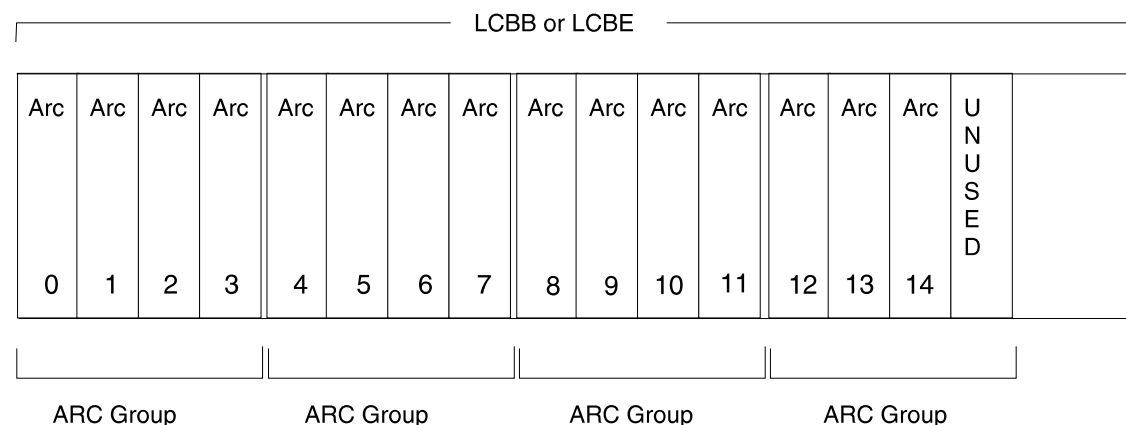 LCBB or LCBE
Arc Arc Arc Arc Arc Arc Arc Arc Arc Arc Arc Arc Arc Arc Arc UNUSED
0 1 2 3 4 5 6 7 8 9 10 11 12 13 14
ARC Group ARC Group ARC Group ARC Group